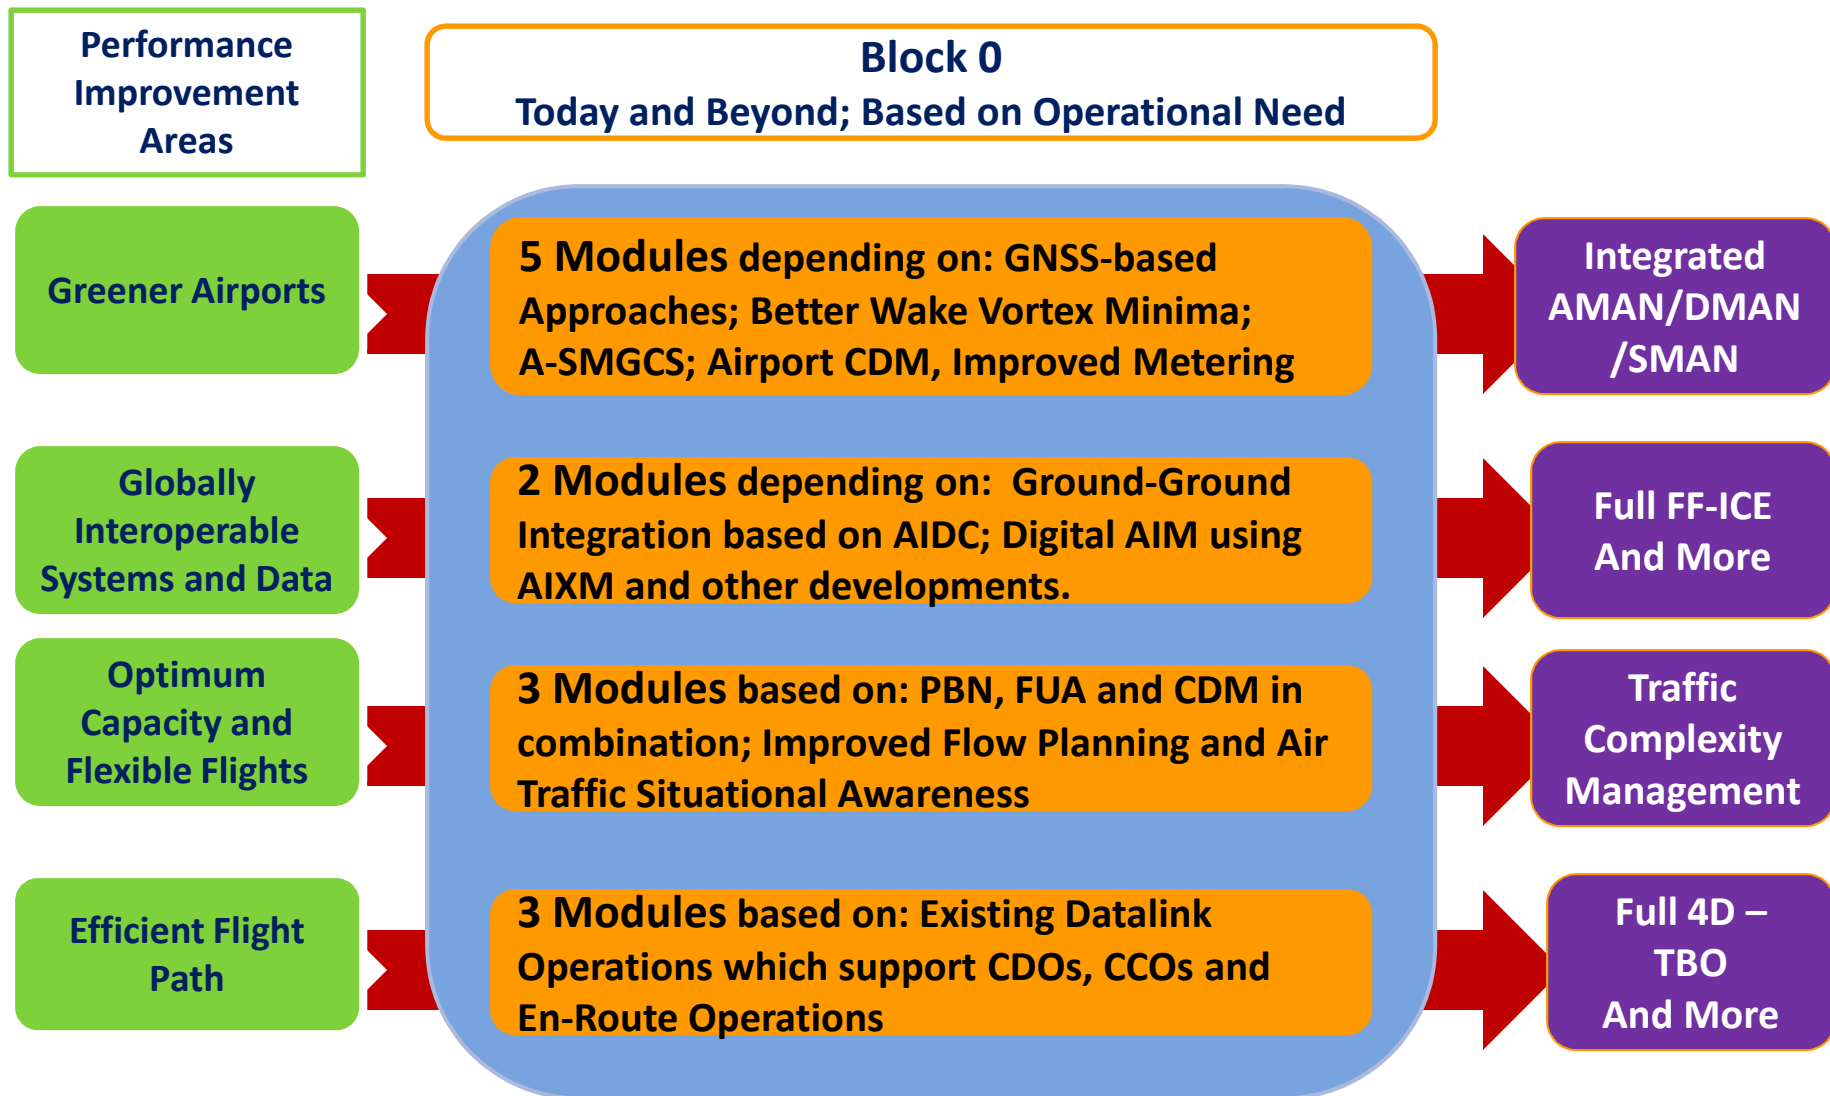 Performance
Improvement
Areas
Block 0
Today and Beyond; Based on Operational Need
Greener Airports
5 Modules depending on: GNSS-based
Approaches; Better Wake Vortex Minima;
A-SMGCS; Airport CDM, Improved Metering
Integrated
AMAN/DMAN
/SMAN
Globally
Interoperable
Systems and Data
2 Modules depending on: Ground-Ground
Integration based on AIDC; Digital AIM using
AIXM and other developments.
Full FF-ICE
And More
Optimum
Capacity and
Flexible Flights
3 Modules based on: PBN, FUA and CDM in
combination; Improved Flow Planning and Air
Traffic Situational Awareness
Traffic
Complexity
Management
Efficient Flight
Path
3 Modules based on: Existing Datalink
Operations which support CDOs, CCOs and
En-Route Operations
Full 4D –
TBO
And More